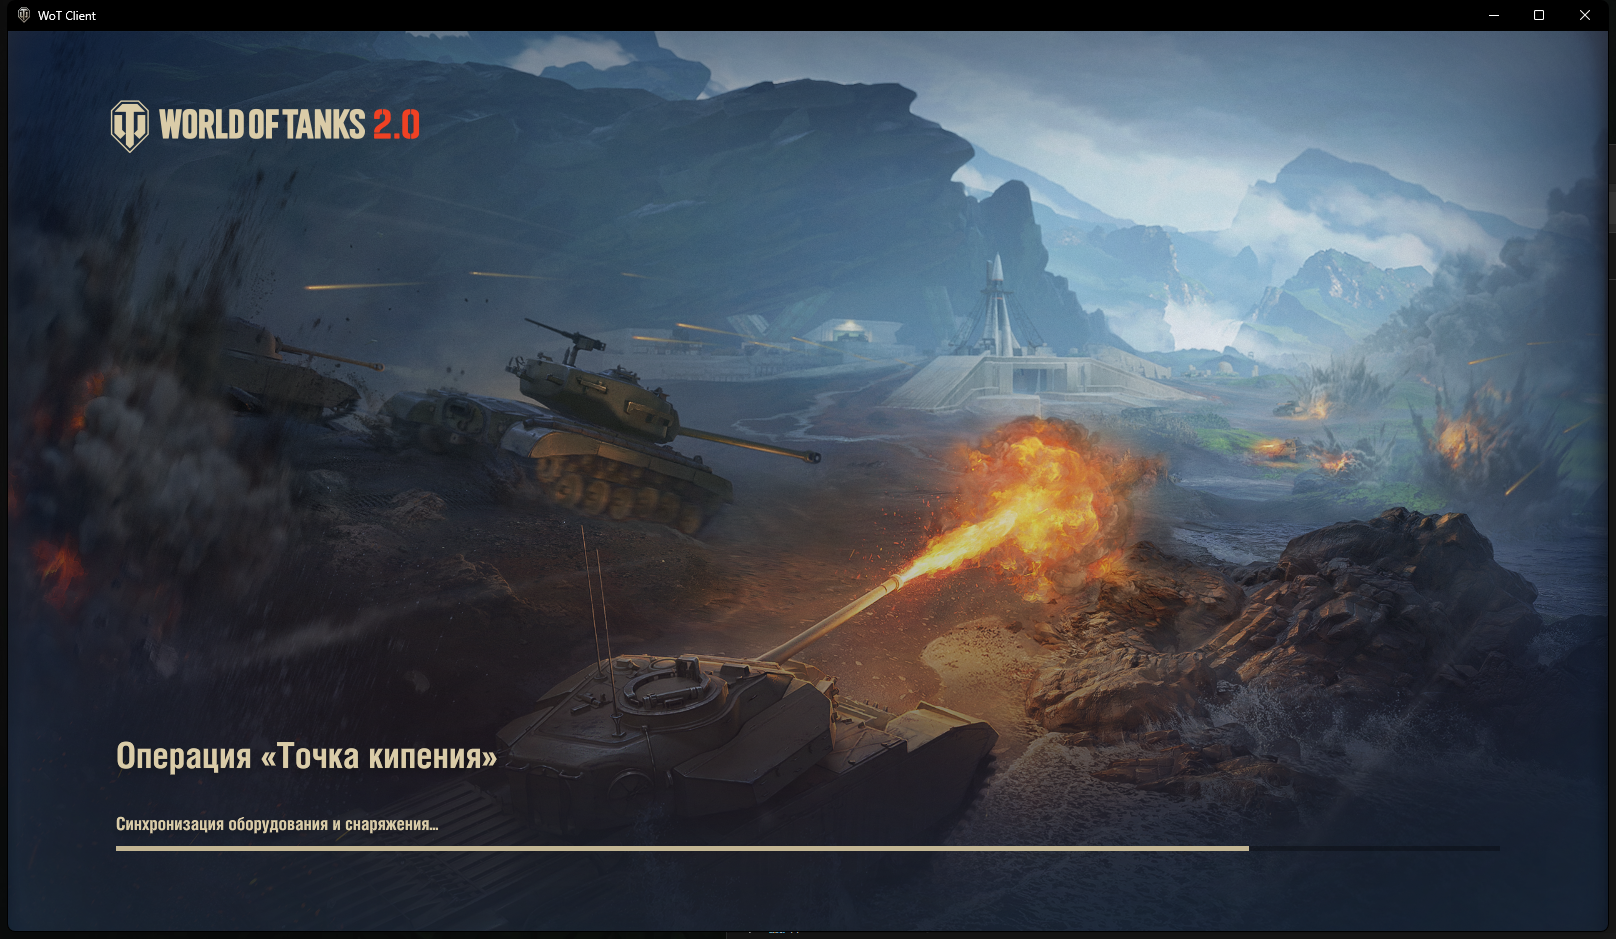 WoT Client
WORLD OF TANKS 2.0
Операция «Точка кипения»
Синхронизация оборудования и снаряжения...